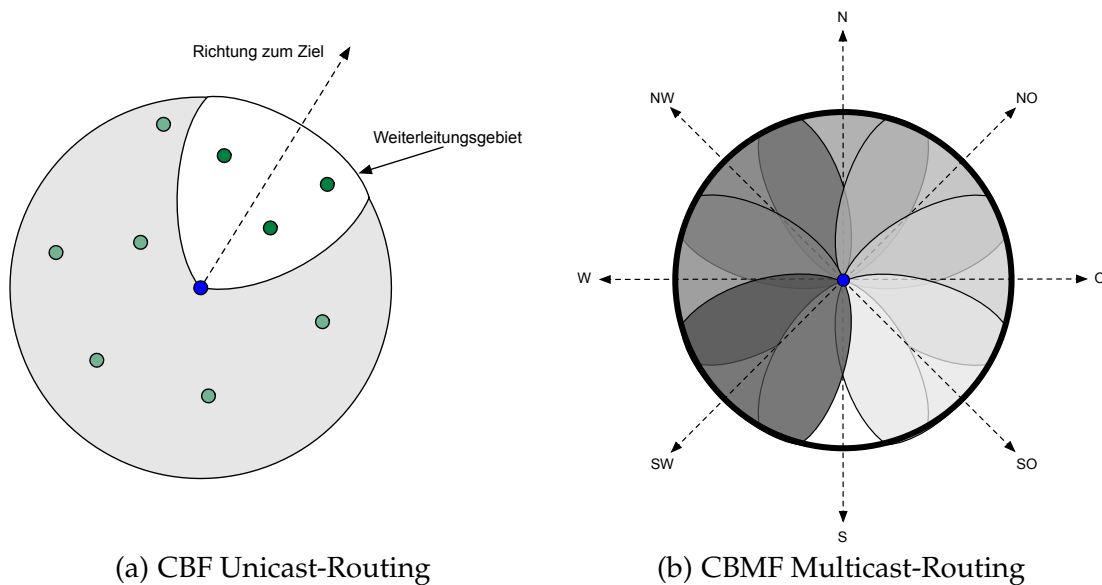 Richtung zum Ziel
Weiterleitungsgebiet
N
NW
NO
W
O
SW
SO
S
(a) CBF Unicast-Routing
(b) CBMF Multicast-Routing